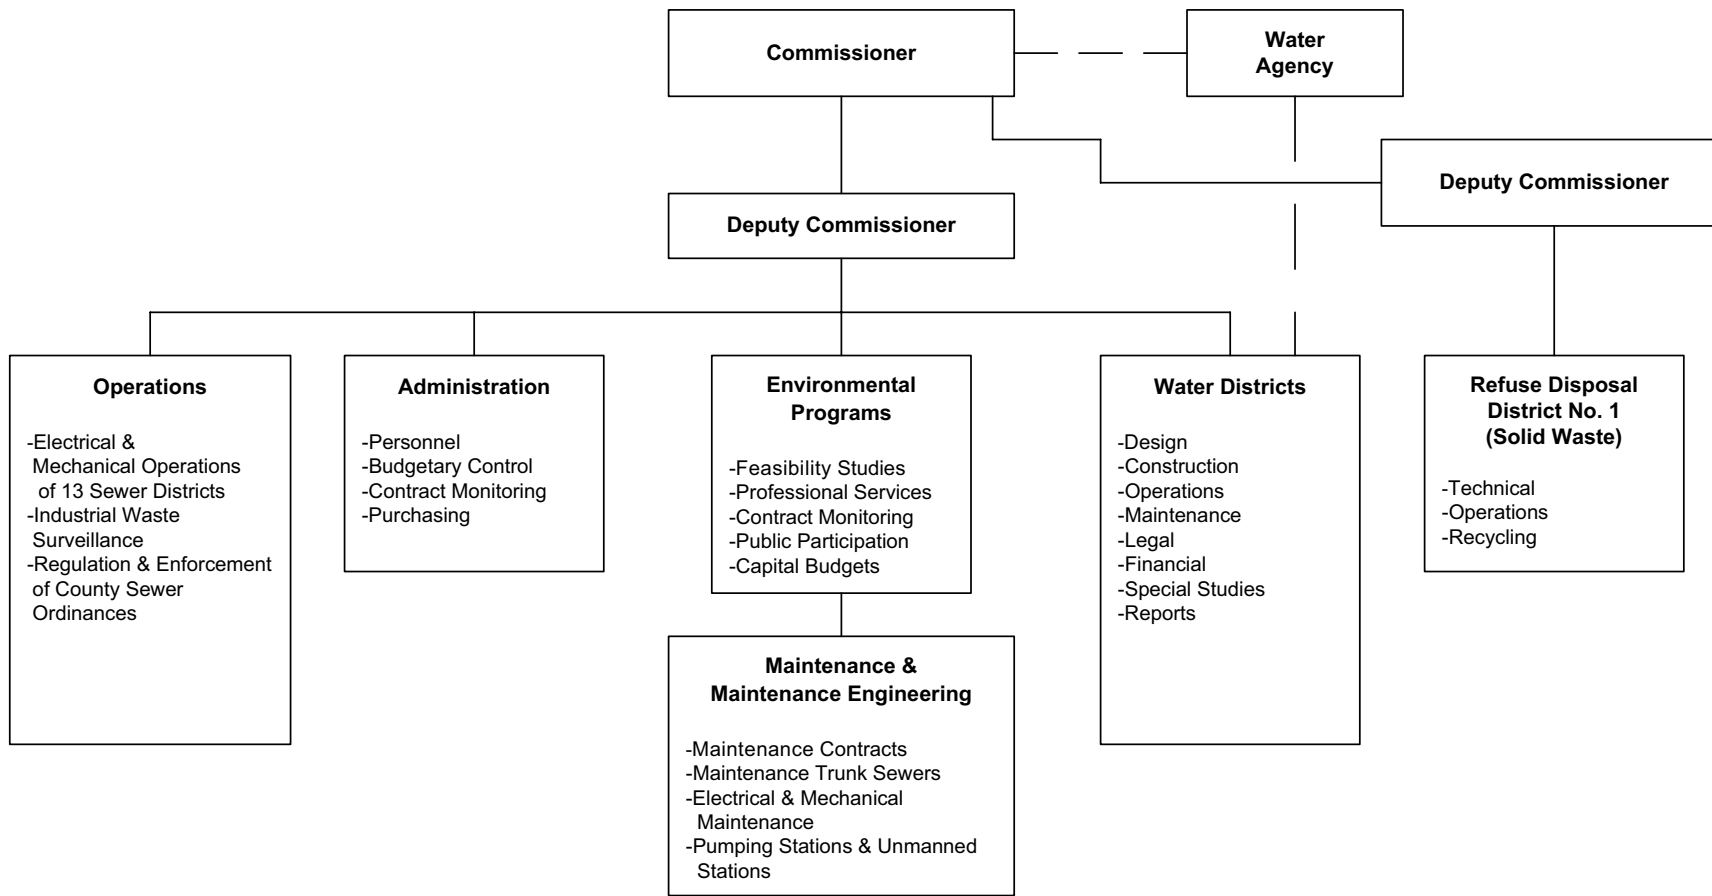 Commissioner
Water
Agency
Deputy Commissioner
Deputy Commissioner
Operations
-Electrical &
Mechanical Operations
of 13 Sewer Districts
-Industrial Waste
Surveillance
-Regulation & Enforcement
of County Sewer
Ordinances
Administration
-Personnel
-Budgetary Control
-Contract Monitoring
-Purchasing
Environmental
Programs
-Feasibility Studies
-Professional Services
-Contract Monitoring
-Public Participation
-Capital Budgets
Water Districts
-Design
-Construction
-Operations
-Maintenance
-Legal
-Financial
-Special Studies
-Reports
Refuse Disposal
District No. 1
(Solid Waste)
-Technical
-Operations
-Recycling
Maintenance &
Maintenance Engineering
-Maintenance Contracts
-Maintenance Trunk Sewers
-Electrical & Mechanical
Maintenance
-Pumping Stations & Unmanned
Stations